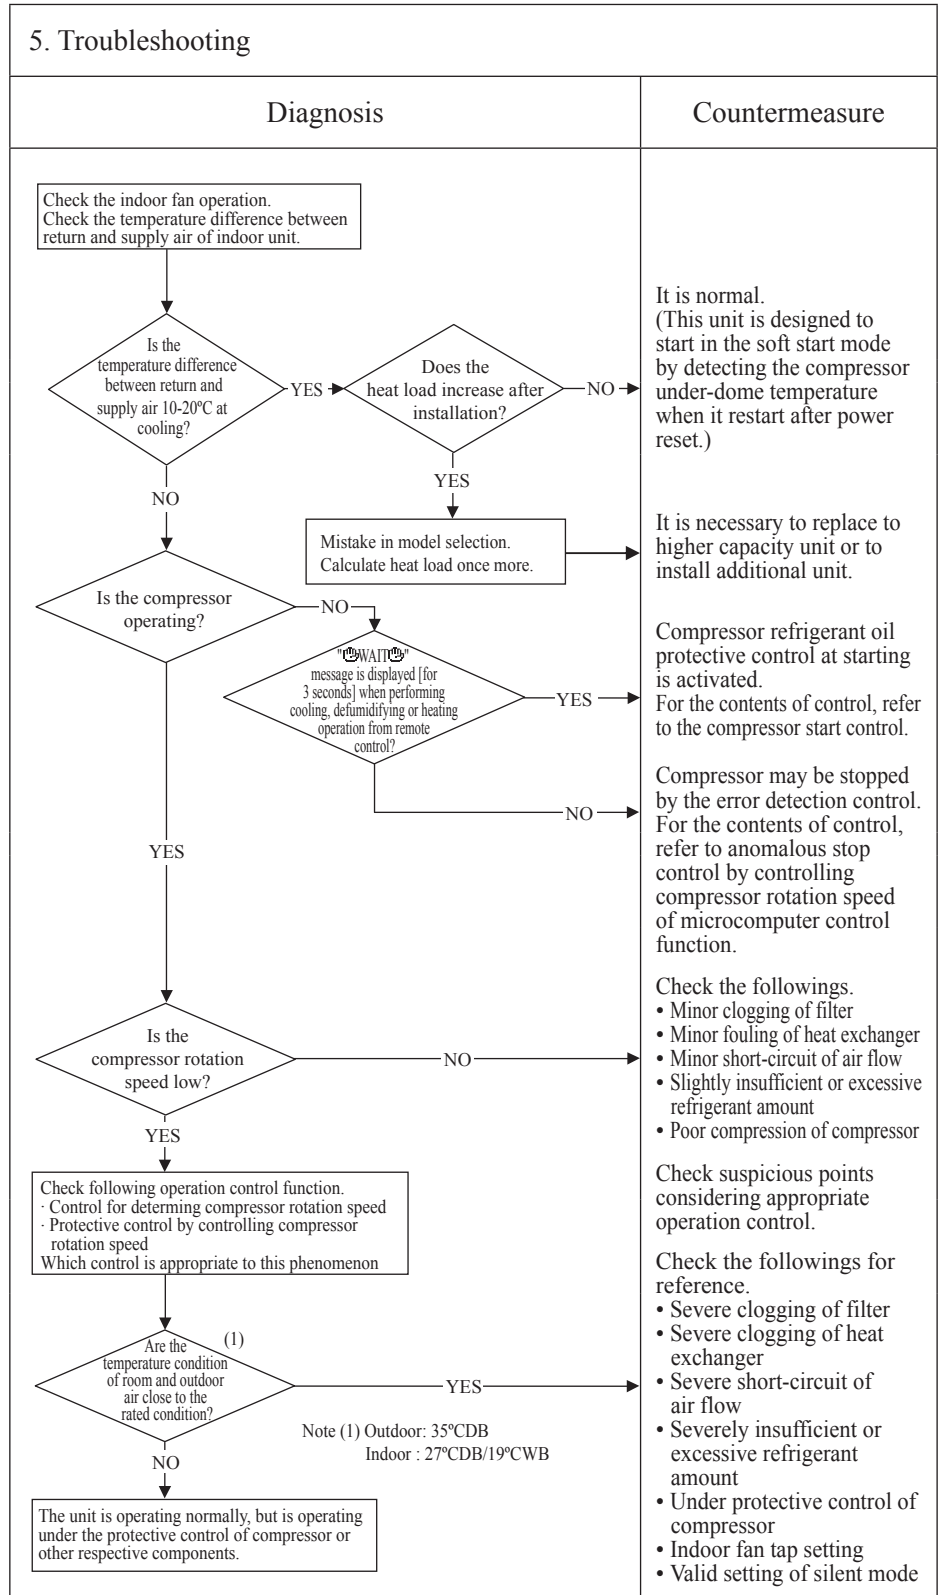 5. Troubleshooting
Diagnosis
Countermeasure
Check the indoor fan operation.
Check the temperature difference between
return and supply air of indoor unit.
Is the
temperature difference
between return and
supply air 10-20ºC at
cooling?
YES
Does the
heat load increase after
installation?
NO
It is normal.
(This unit is designed to
start in the soft start mode
by detecting the compressor
under-dome temperature
when it restart after power
reset.)
NO
YES
Mistake in model selection.
Calculate heat load once more.
It is necessary to replace to
higher capacity unit or to
install additional unit.
Is the compressor
operating?
NO
"WAIT"
message is displayed [for
3 seconds] when performing
cooling, defumidifying or heating
operation from remote
control?
YES
Compressor refrigerant oil
protective control at starting
is activated.
For the contents of control, refer
to the compressor start control.
NO
Compressor may be stopped
by the error detection control.
For the contents of control,
refer to anomalous stop
control by controlling
compressor rotation speed
of microcomputer control
function.
YES
Is the
compressor rotation
speed low?
NO
Check the followings.
• Minor clogging of filter
• Minor fouling of heat exchanger
• Minor short-circuit of air flow
• Slightly insufficient or excessive
refrigerant amount
• Poor compression of compressor
YES
Check following operation control function.
· Control for determing compressor rotation speed
· Protective control by controlling compressor
rotation speed
Which control is appropriate to this phenomenon
Check suspicious points
considering appropriate
operation control.
(1)
Are the
temperature condition
of room and outdoor
air close to the
rated condition?
YES
Check the followings for
reference.
• Severe clogging of filter
• Severe clogging of heat
exchanger
• Severe short-circuit of
air flow
• Severely insufficient or
excessive refrigerant
amount
• Under protective control of
compressor
• Indoor fan tap setting
• Valid setting of silent mode
Note (1) Outdoor: 35ºCDB
Indoor : 27ºCDB/19ºCWB
NO
The unit is operating normally, but is operating
under the protective control of compressor or
other respective components.